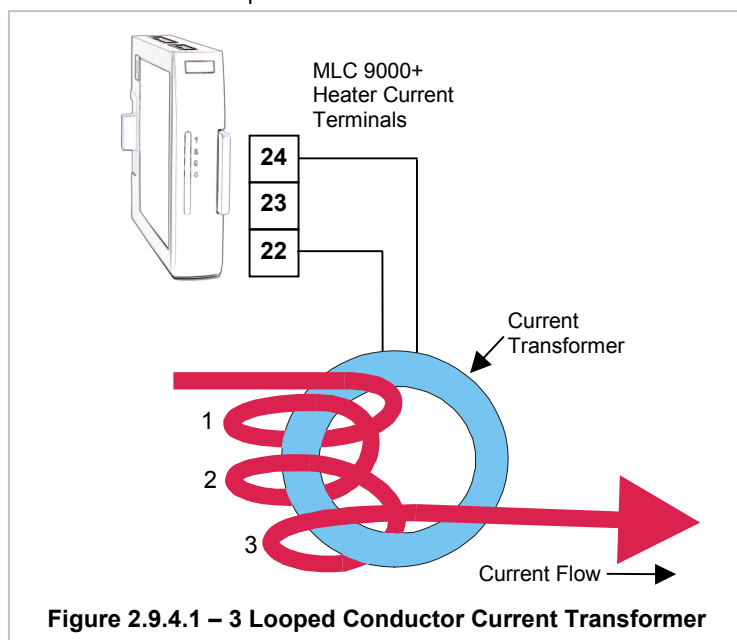 MLC 9000+
Heater Current
Terminals
24
23
22
Current
Transformer
1
2
3
Current Flow
Figure 2.9.4.1 – 3 Looped Conductor Current Transformer